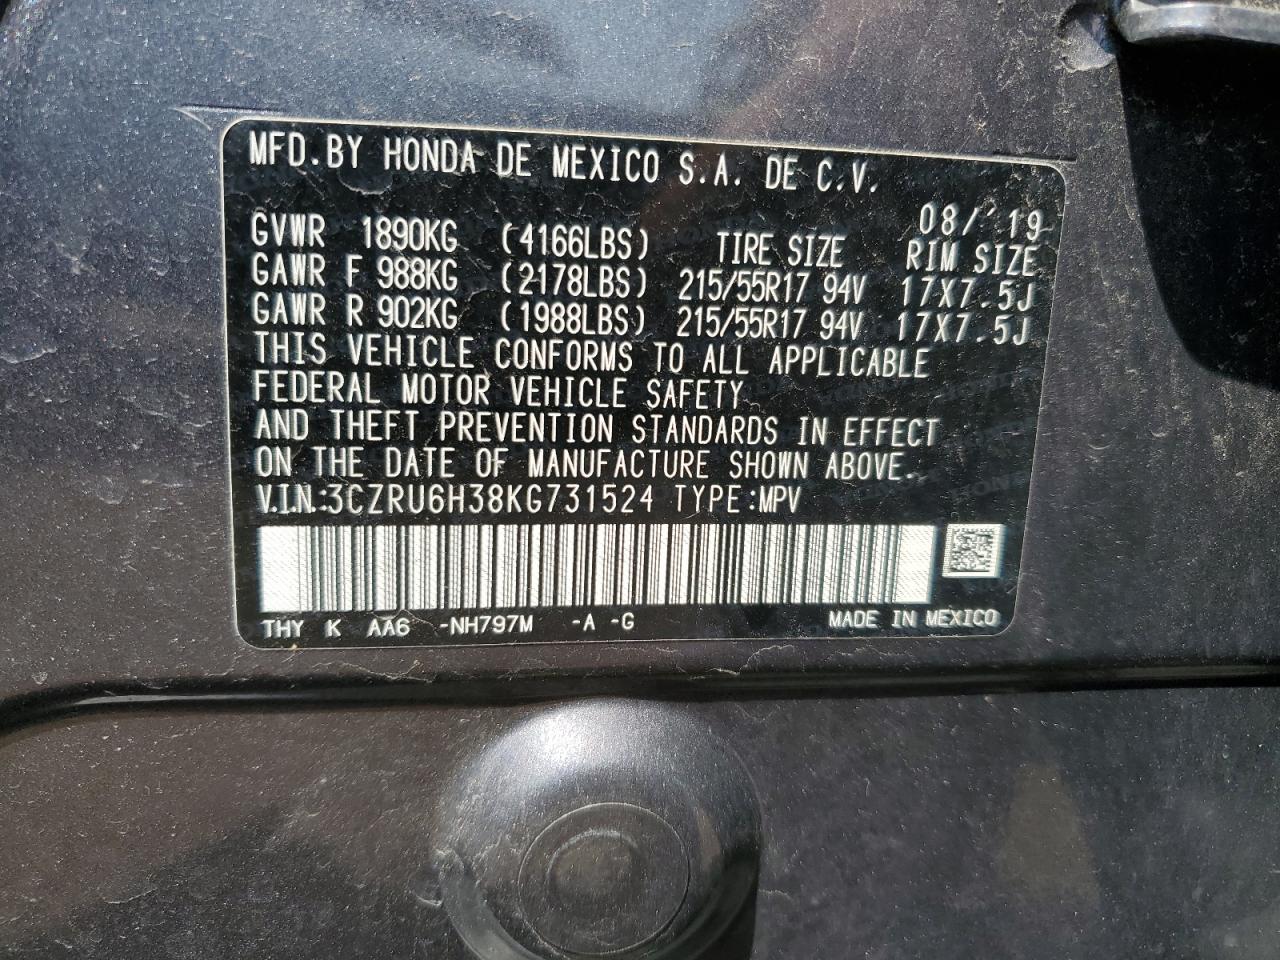 MFD.BY HONDA DE MEXICO S.A. DE C.V.
08/'19
GVWR 1890KG (4166LBS) TIRE SIZE RIM SIZE
GAWR F 988KG (2178LBS) 215/55R17 94V 17X7.5J
GAWR R 902KG (1988LBS) 215/55R17 94V 17X7.5J
THIS VEHICLE CONFORMS TO ALL APPLICABLE
FEDERAL MOTOR VEHICLE SAFETY
AND THEFT PREVENTION STANDARDS IN EFFECT
ON THE DATE OF MANUFACTURE SHOWN ABOVE.
V.I.N.:3CZRU6H38KG731524 TYPE:MPV
THY K AA6 -NH797M -A -G MADE IN MEXICO